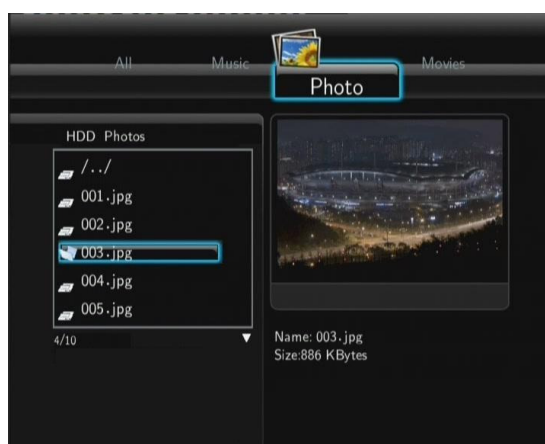 All Music Movies
Photo
HDD Photos
/../
001.jpg
002.jpg
003.jpg
004.jpg
005.jpg
4/10
Name: 003.jpg
Size:886 KBytes